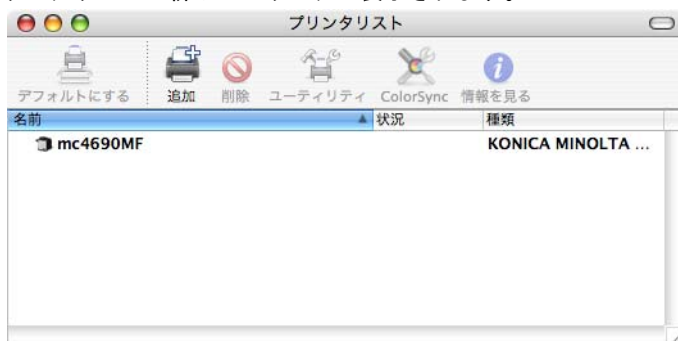 プリンタリスト
デフォルトにする 追加 削除 ユーティリティ ColorSync 情報を見る
名前 状況 種類
mc4690MF KONICA MINOLTA ...